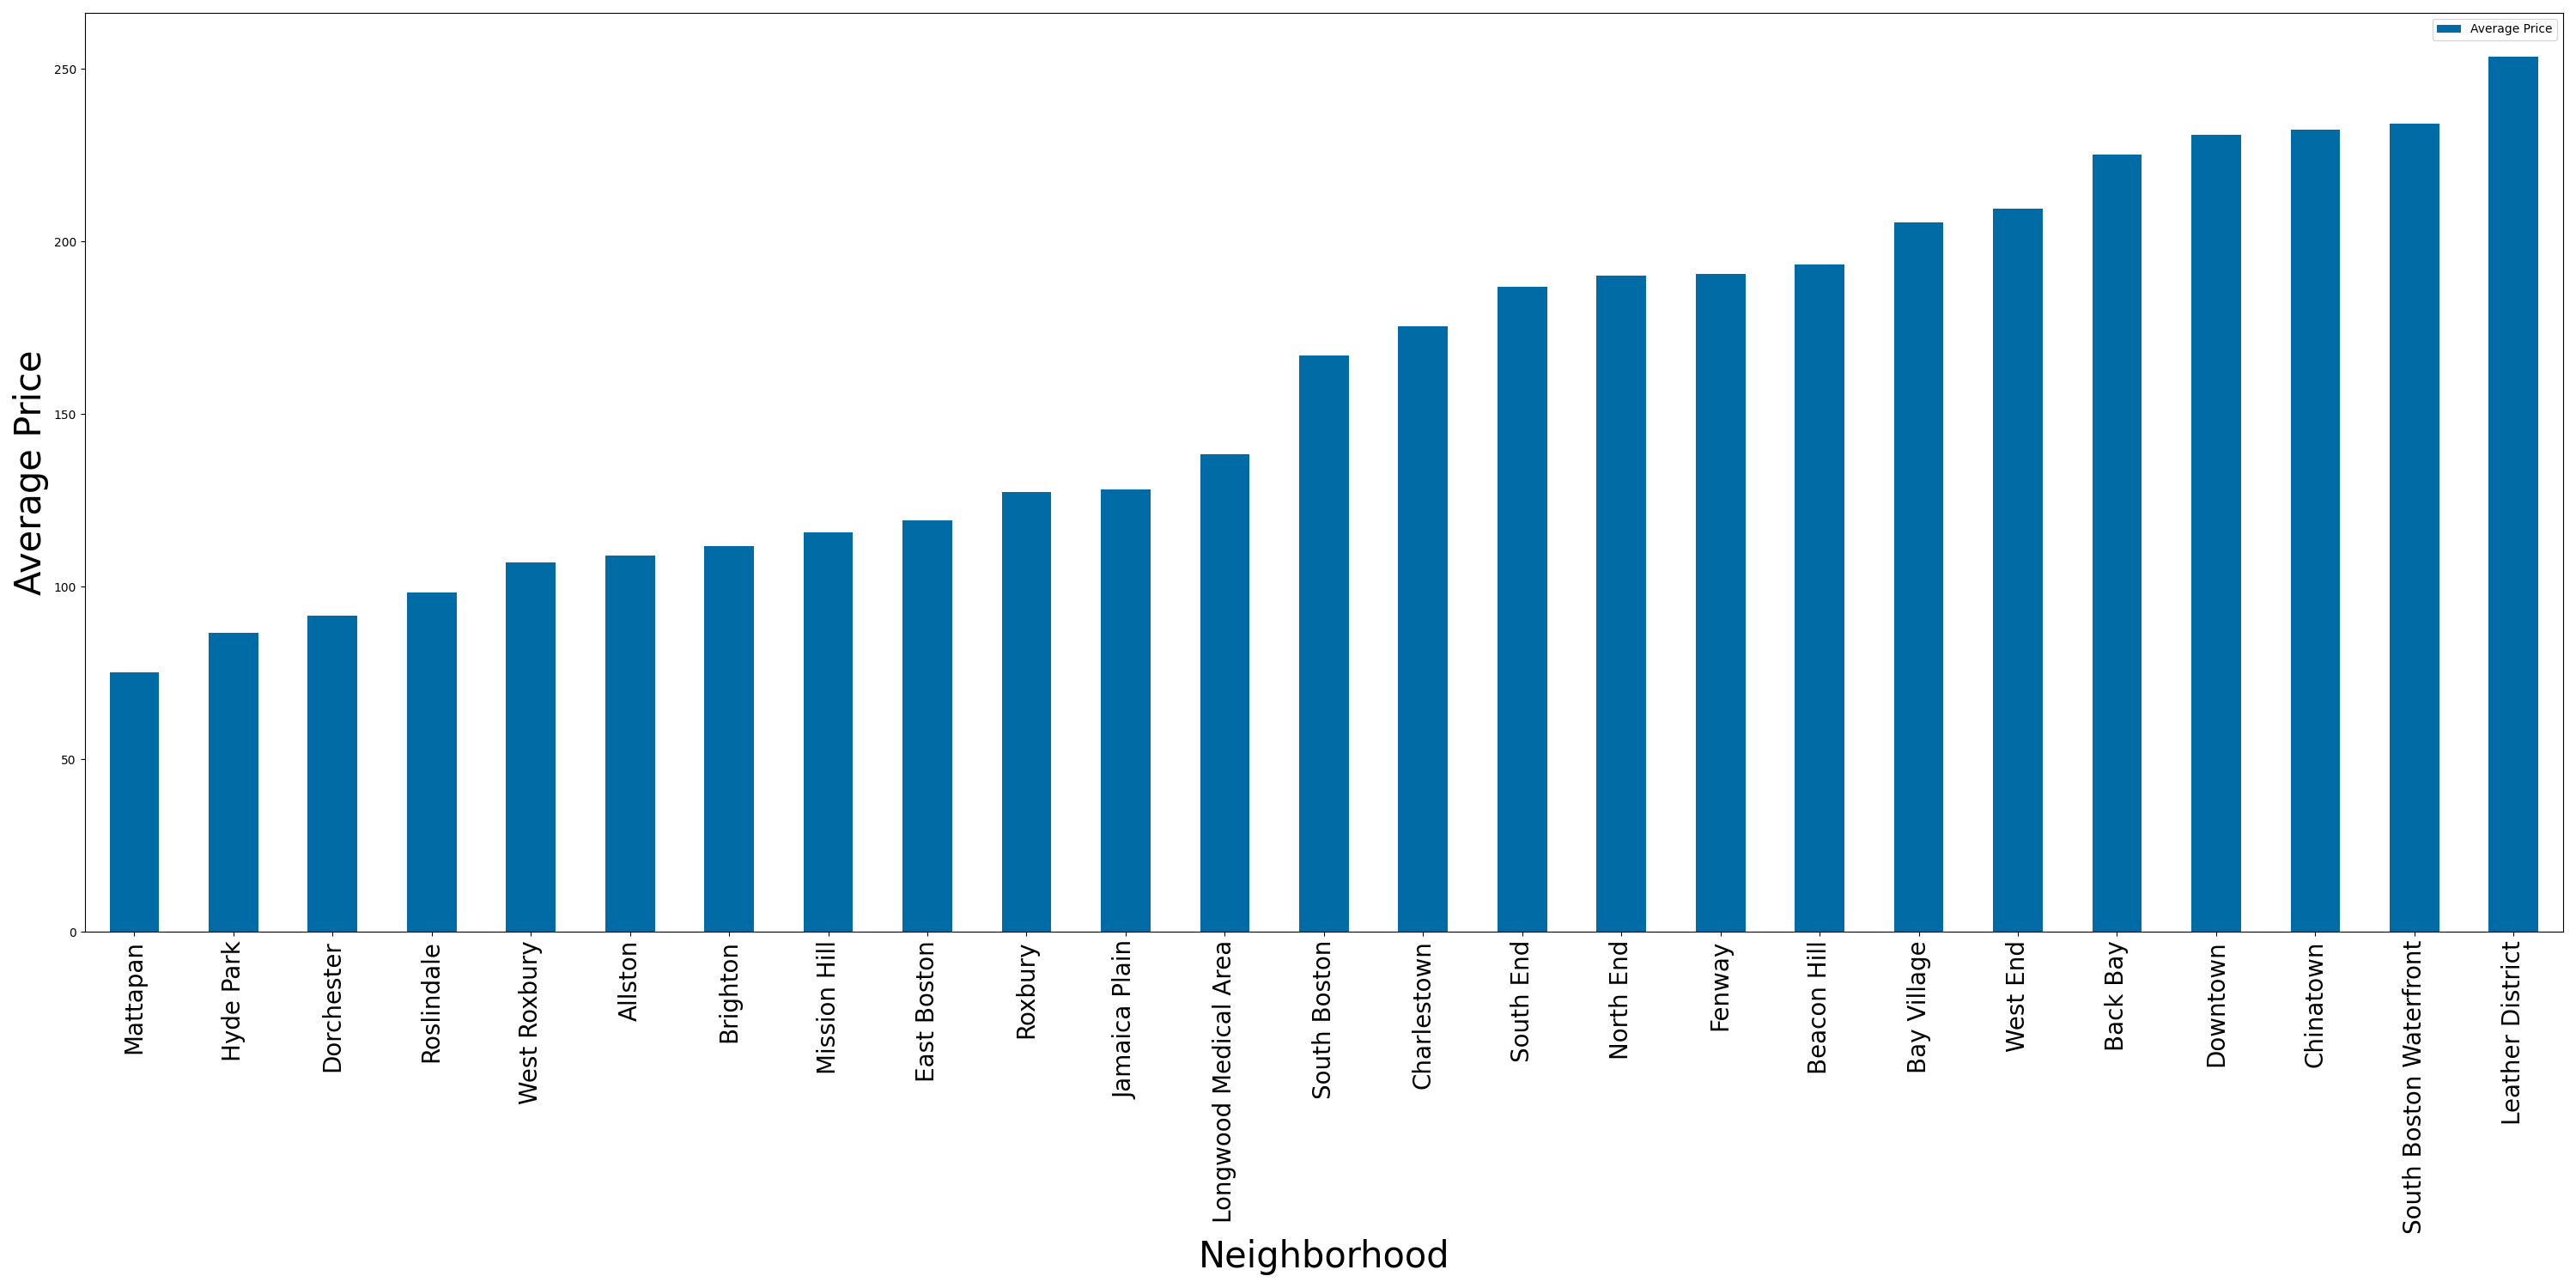 Average Price
250
200
150
100
50
0
Average Price
Mattapan
Hyde Park
Dorchester
Roslindale
West Roxbury
Allston
Brighton
Mission Hill
East Boston
Roxbury
Jamaica Plain
Longwood Medical Area
South Boston
Charlestown
South End
North End
Fenway
Beacon Hill
Bay Village
West End
Back Bay
Downtown
Chinatown
South Boston Waterfront
Leather District
Neighborhood